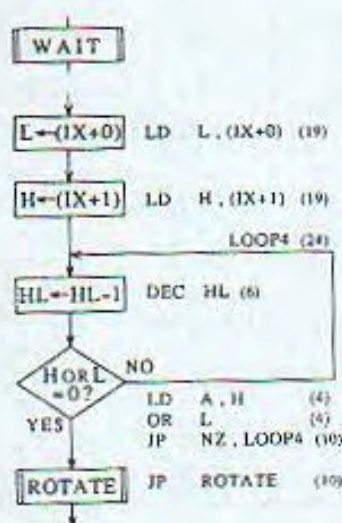 WAIT
L←(IX+0) LD L,(IX+0) (19)
H←(IX+1) LD H,(IX+1) (19)
LOOP4 (24)
HL←HL-1 DEC HL (6)
HorL
=0?
NO
LD A,H (4)
YES OR L (4)
JP NZ,LOOP4 (10)
ROTATE JP ROTATE (10)